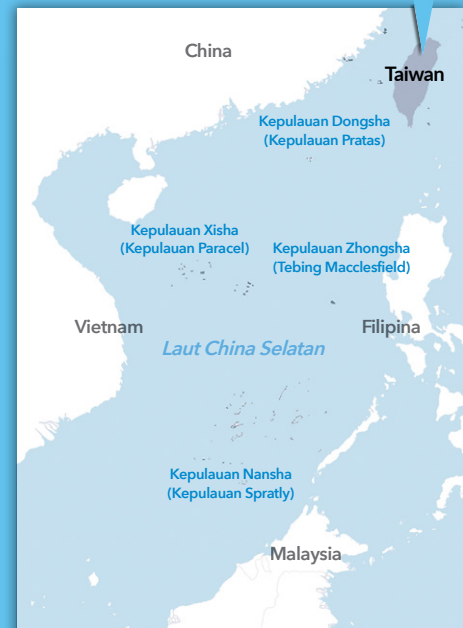 China
Taiwan
Kepulauan Dongsha
(Kepulauan Pratas)
Kepulauan Xisha
(Kepulauan Paracel)
Kepulauan Zhongsha
(Tebing Macclesfield)
Vietnam
Filipina
Laut China Selatan
Kepulauan Nansha
(Kepulauan Spratly)
Malaysia